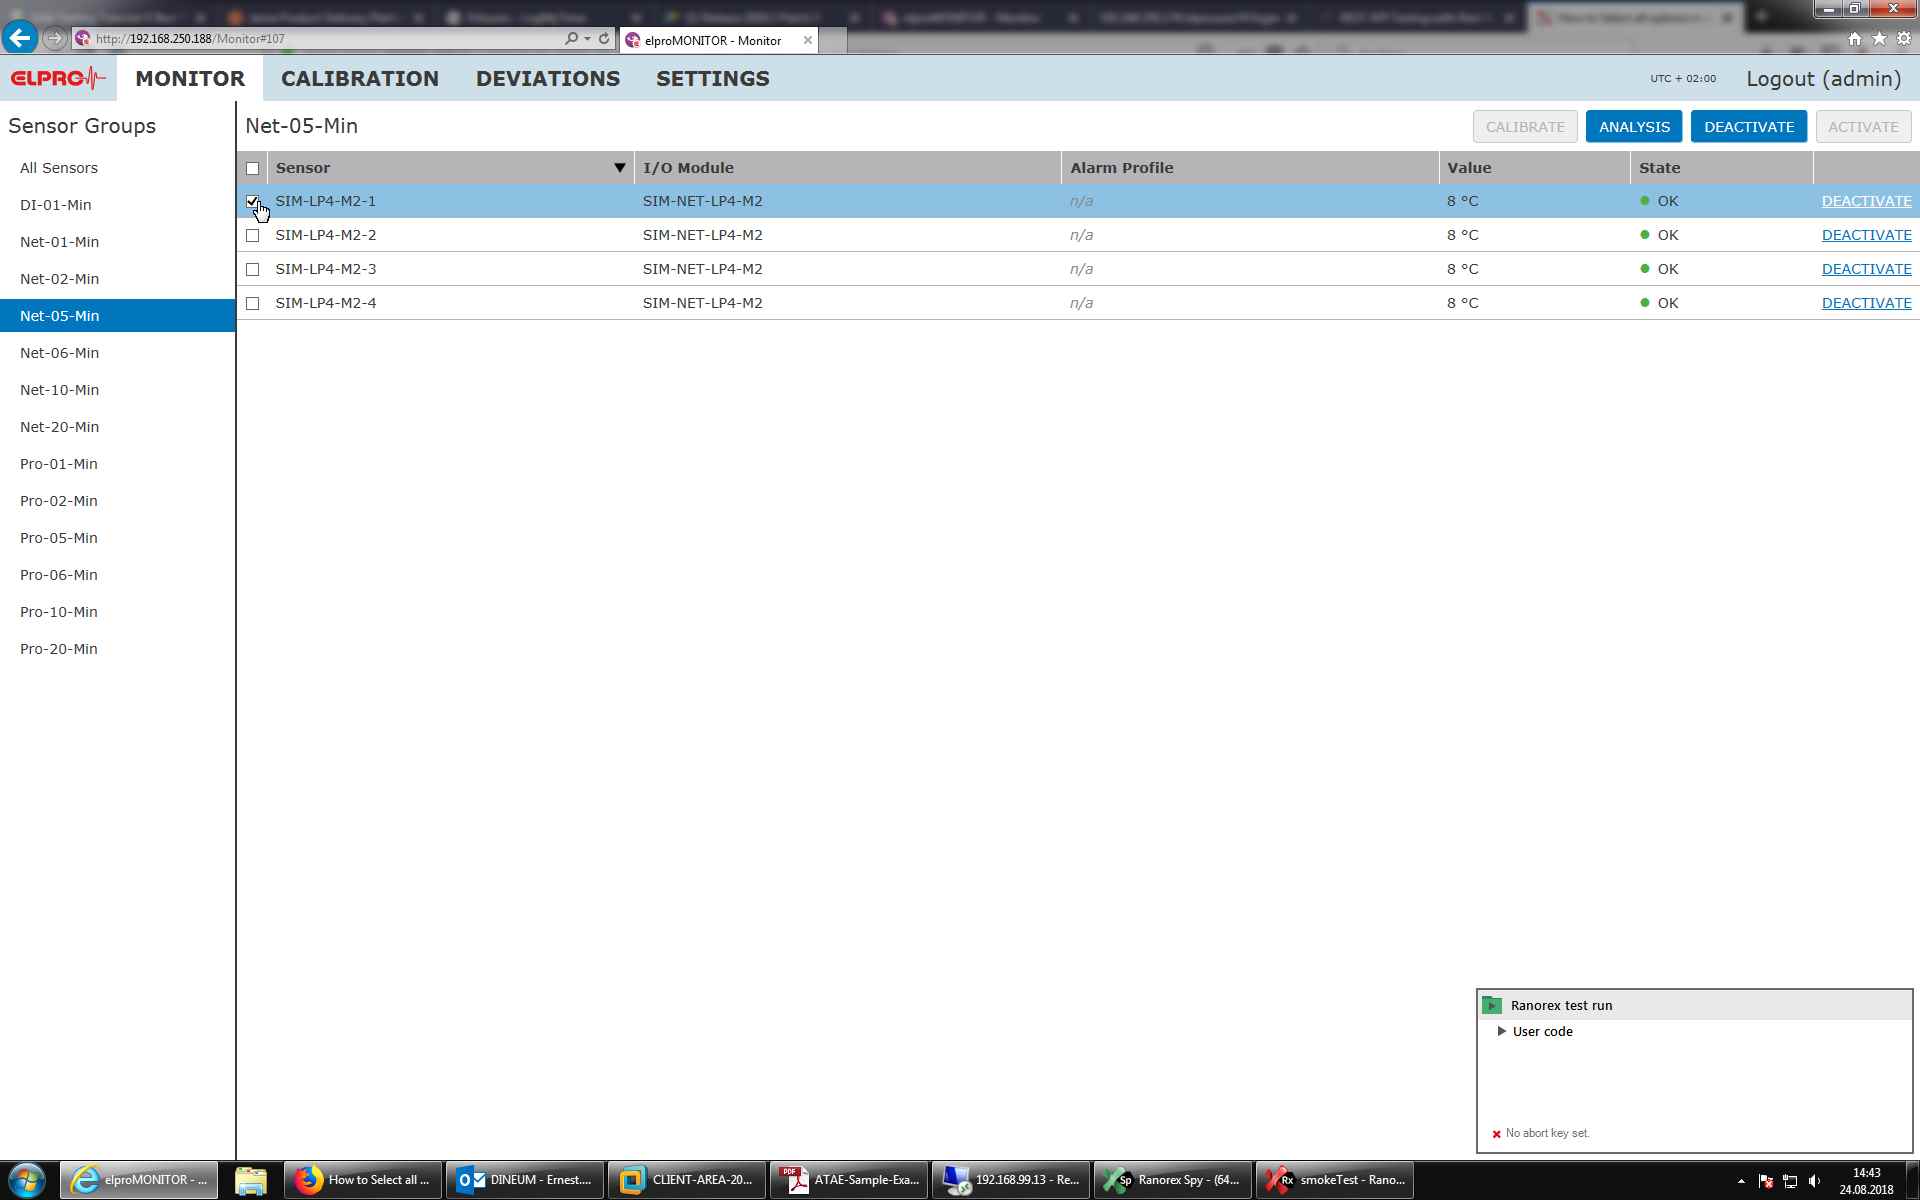 http://192.168.250.188/Monitor#107
elproMONITOR - Monitor
ELPRO MONITOR CALIBRATION DEVIATIONS SETTINGS UTC + 02:00 Logout (admin)
Sensor Groups
All Sensors
DI-01-Min
Net-01-Min
Net-02-Min
Net-05-Min
Net-06-Min
Net-10-Min
Net-20-Min
Pro-01-Min
Pro-02-Min
Pro-05-Min
Pro-06-Min
Pro-10-Min
Pro-20-Min
Net-05-Min CALIBRATE ANALYSIS DEACTIVATE ACTIVATE
Sensor I/O Module Alarm Profile Value State
SIM-LP4-M2-1 SIM-NET-LP4-M2 n/a 8 °C OK DEACTIVATE
SIM-LP4-M2-2 SIM-NET-LP4-M2 n/a 8 °C OK DEACTIVATE
SIM-LP4-M2-3 SIM-NET-LP4-M2 n/a 8 °C OK DEACTIVATE
SIM-LP4-M2-4 SIM-NET-LP4-M2 n/a 8 °C OK DEACTIVATE
Ranorex test run
User code
No abort key set.
elproMONITOR - ...
How to Select all ...
DINEUM - Ernest....
CLIENT-AREA-20...
PDF
ATAE-Sample-Exa...
192.168.99.13 - Re...
Sp
Ranorex Spy - (64...
Rx
smokeTest - Rano...
14:43
24.08.2018